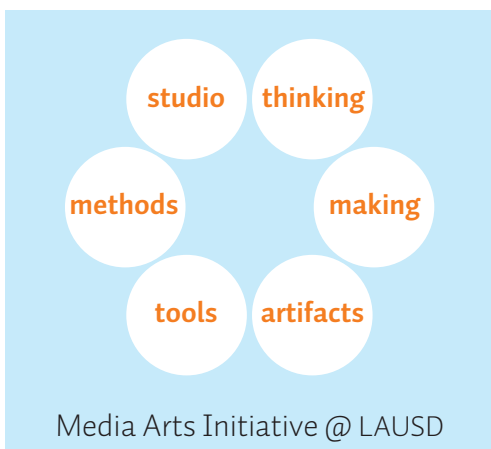 studio thinking
methods making
tools artifacts
Media Arts Initiative @ LAUSD